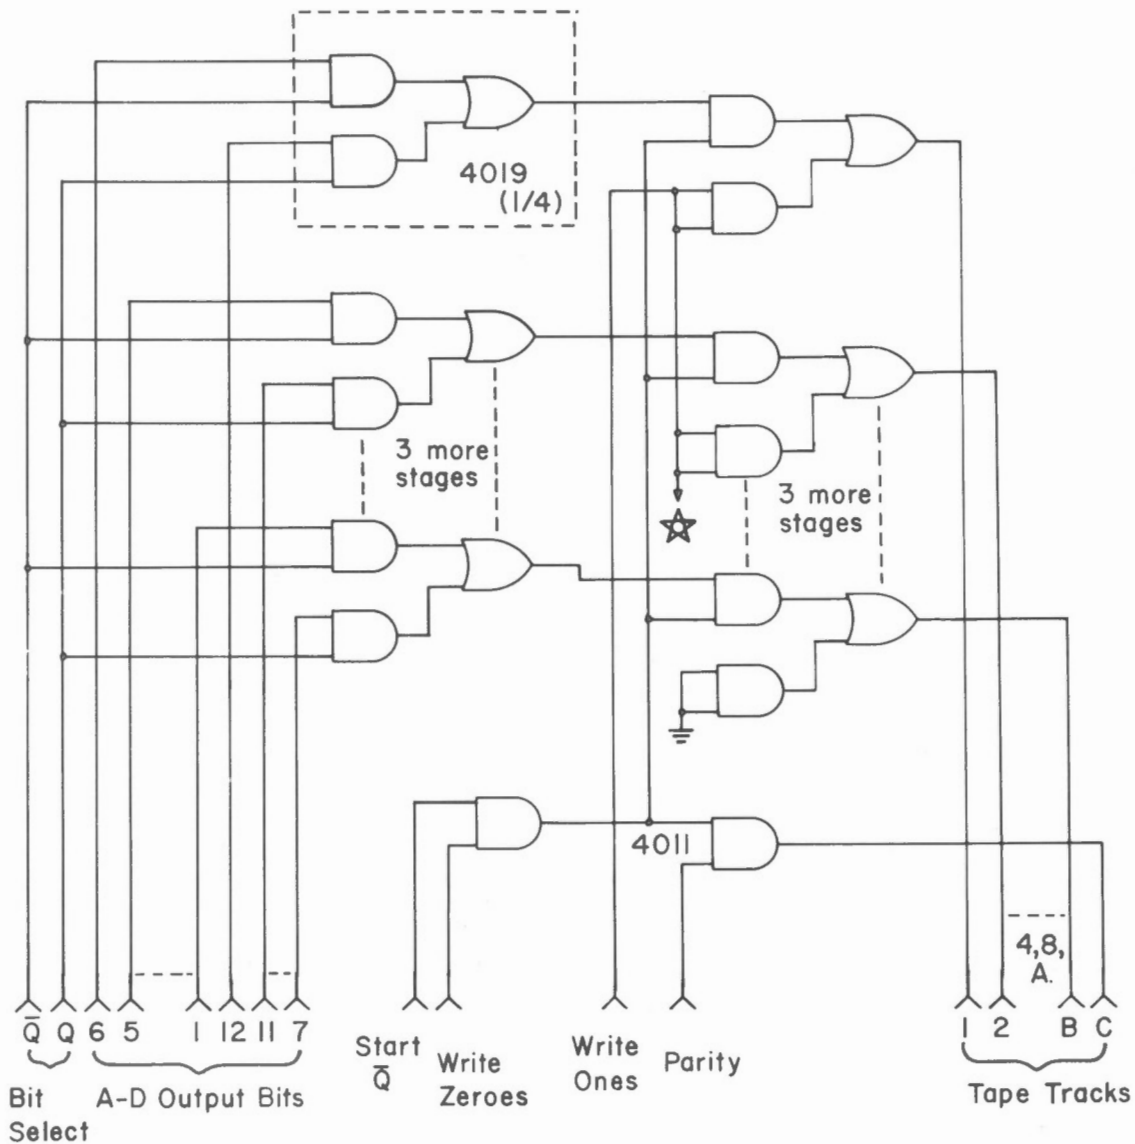 4019
(1/4)
3 more
stages
3 more
stages
4011
4,8,
A.
Q̅ Q 6 5 1 12 11 7
1 2 B C
Start
Q̅
Write
Zeroes
Write
Ones
Parity
Bit
Select
A-D Output Bits
Tape Tracks